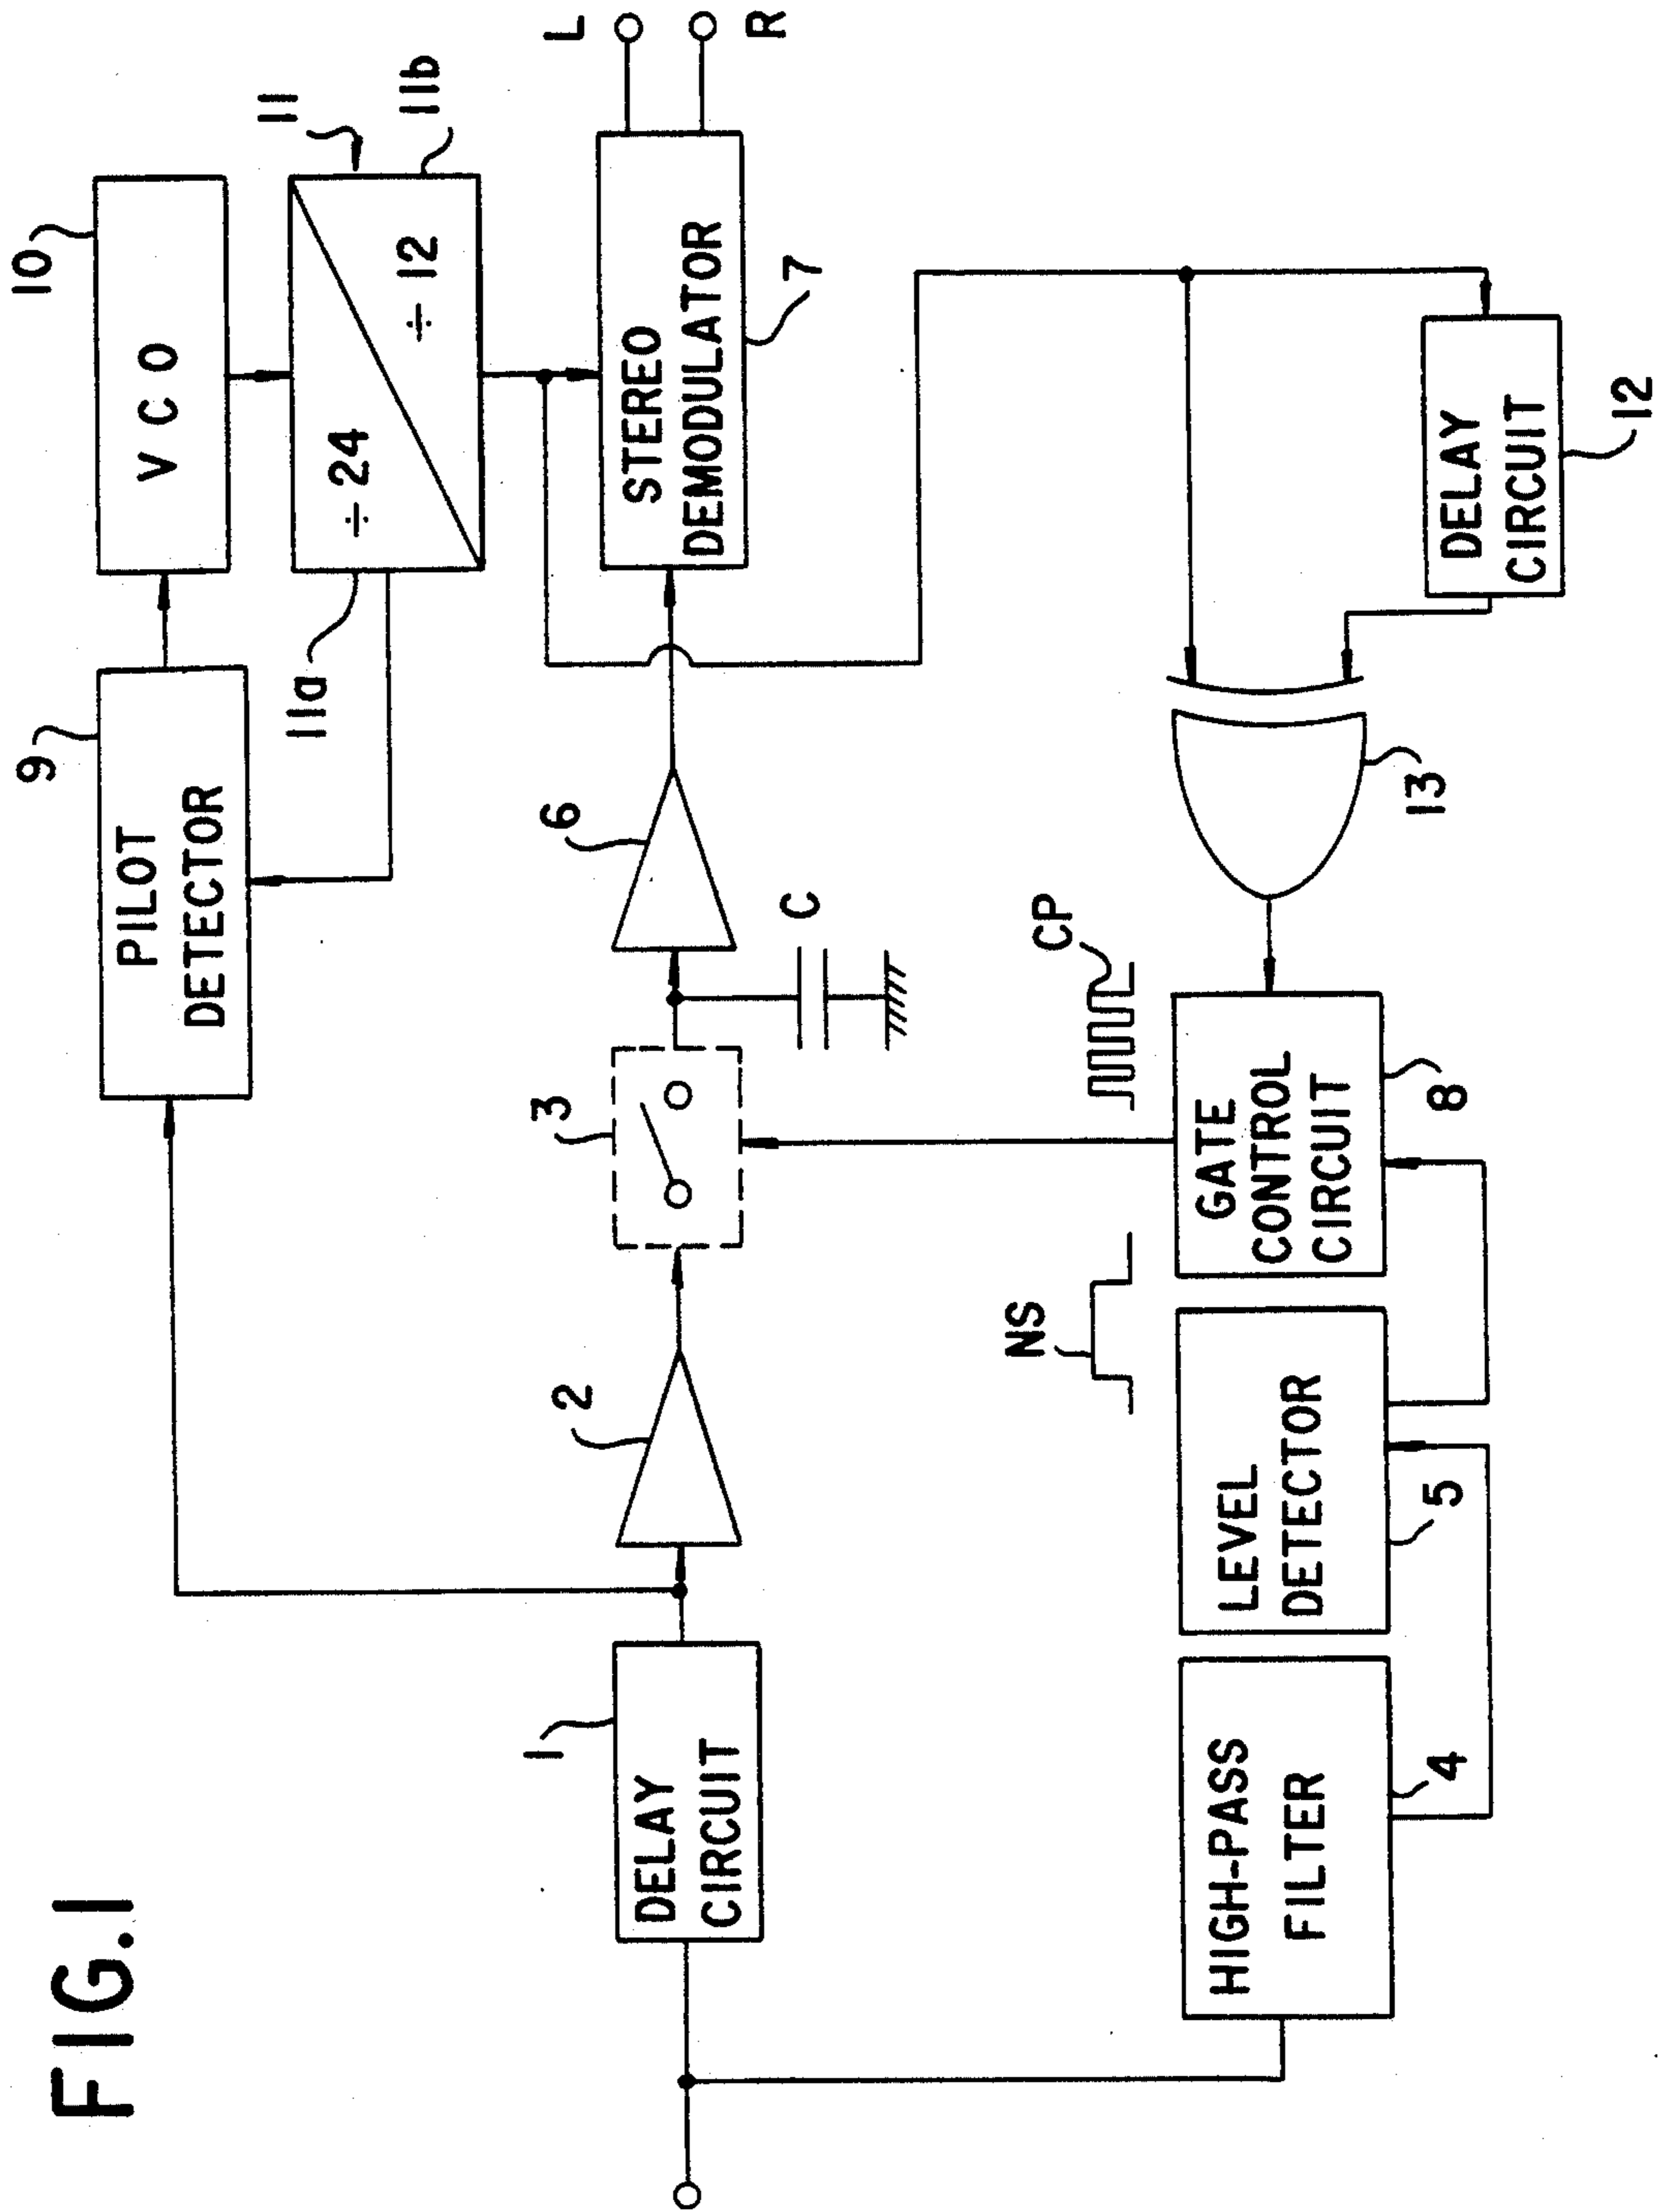 FIG.1
9
PILOT
DETECTOR
10
V C O
11
÷24
÷12
11a
11b
1
DELAY
CIRCUIT
2
3
6
C
STEREO
DEMODULATOR
7
L
R
NS
CP
HIGH-PASS
FILTER
4
LEVEL
DETECTOR
5
GATE
CONTROL
CIRCUIT
8
13
DELAY
CIRCUIT
12